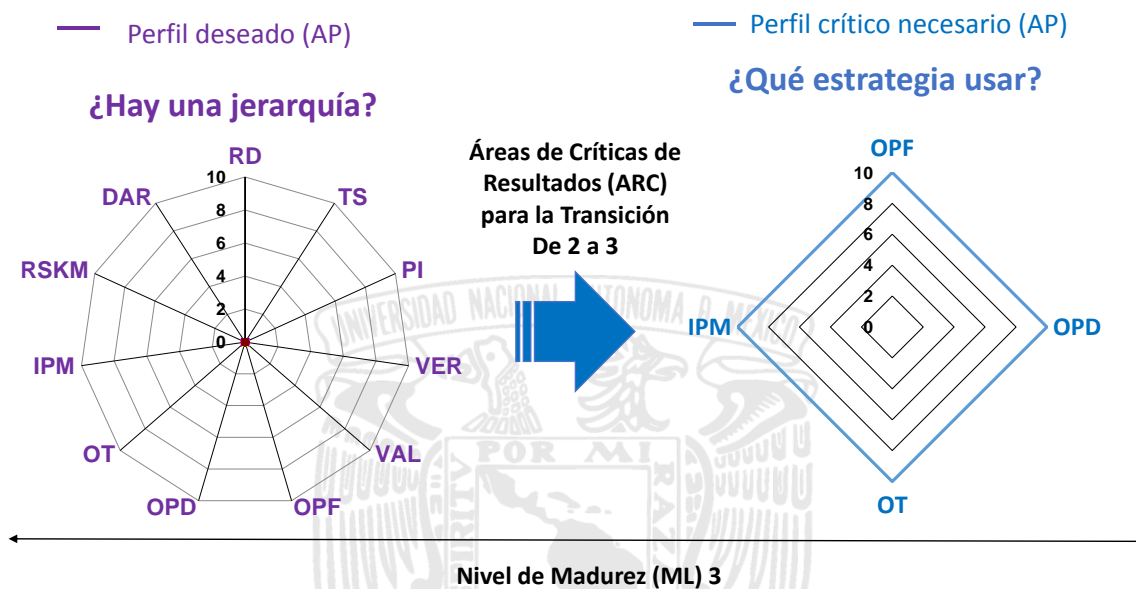 Perfil deseado (AP)
Perfil crítico necesario (AP)
¿Hay una jerarquía?
¿Qué estrategia usar?
Áreas de Críticas de
Resultados (ARC)
para la Transición
De 2 a 3
RD
TS
PI
VER
VAL
OPF
OPD
OT
IPM
RSKM
DAR
10
8
6
4
2
0
OPF
OPD
OT
IPM
10
8
6
4
2
0
UNIVERSIDAD NACIONAL AUTONOMA D MEXICO
POR MI RAZ
PIRITV
Nivel de Madurez (ML) 3